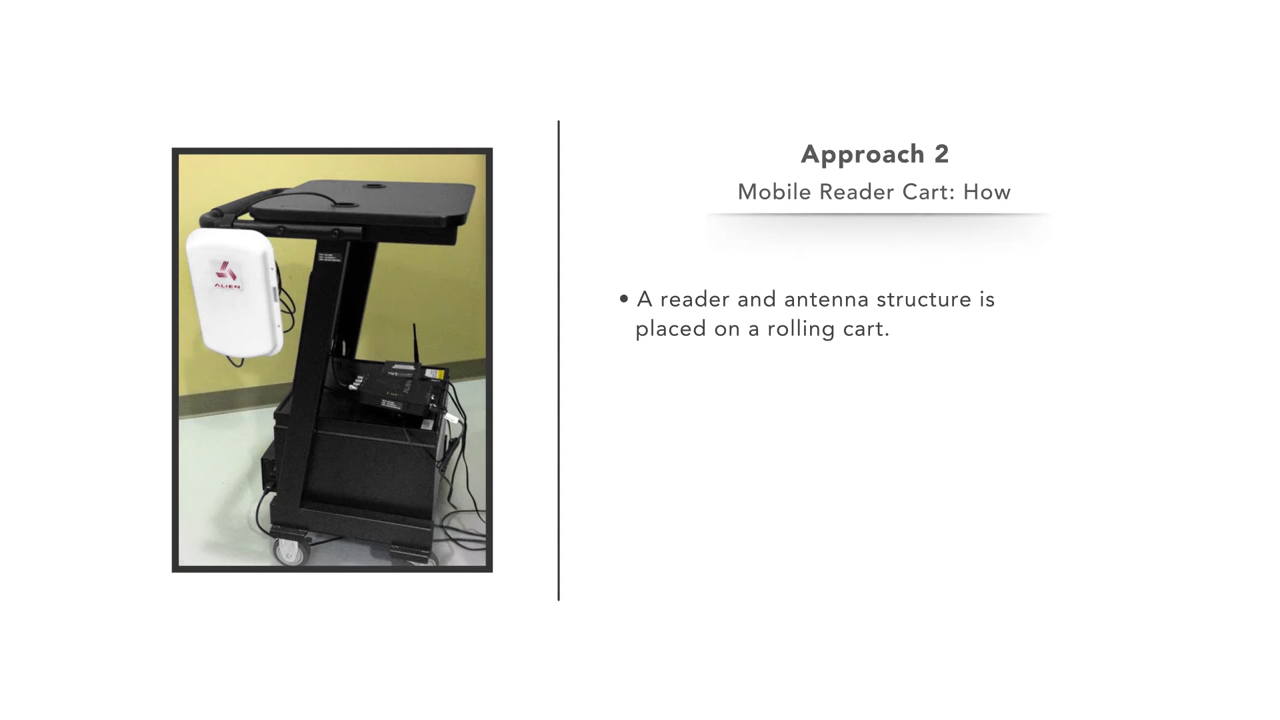 Approach 2
Mobile Reader Cart: How
• A reader and antenna structure is
placed on a rolling cart.
ALIEN